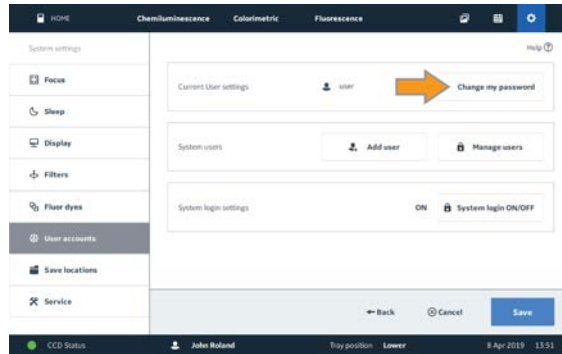 HOME Chemiluminescence Colorimetric Fluorescence
System settings
Help ?
Focus
Current User settings user Change my password
Sleep
Display
System users Add user Manage users
Filters
Fluor dyes
System login settings ON System login ON/OFF
User accounts
Save locations
Service
Back Cancel Save
CCD Status John Roland Tray position Lower 8 Apr 2019 13:51